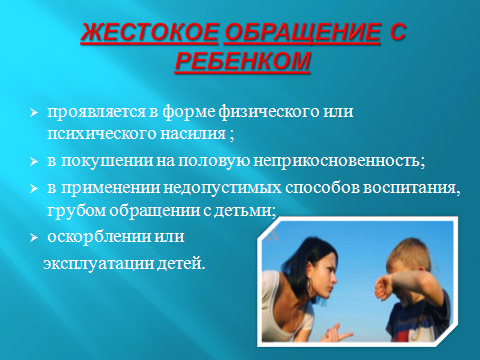 ЖЕСТОКОЕ ОБРАЩЕНИЕ С
РЕБЕНКОМ
проявляется в форме физического или
психического насилия ;
в покушении на половую неприкосновенность;
в применении недопустимых способов воспитания,
грубом обращении с детьми;
оскорблении или
эксплуатации детей.